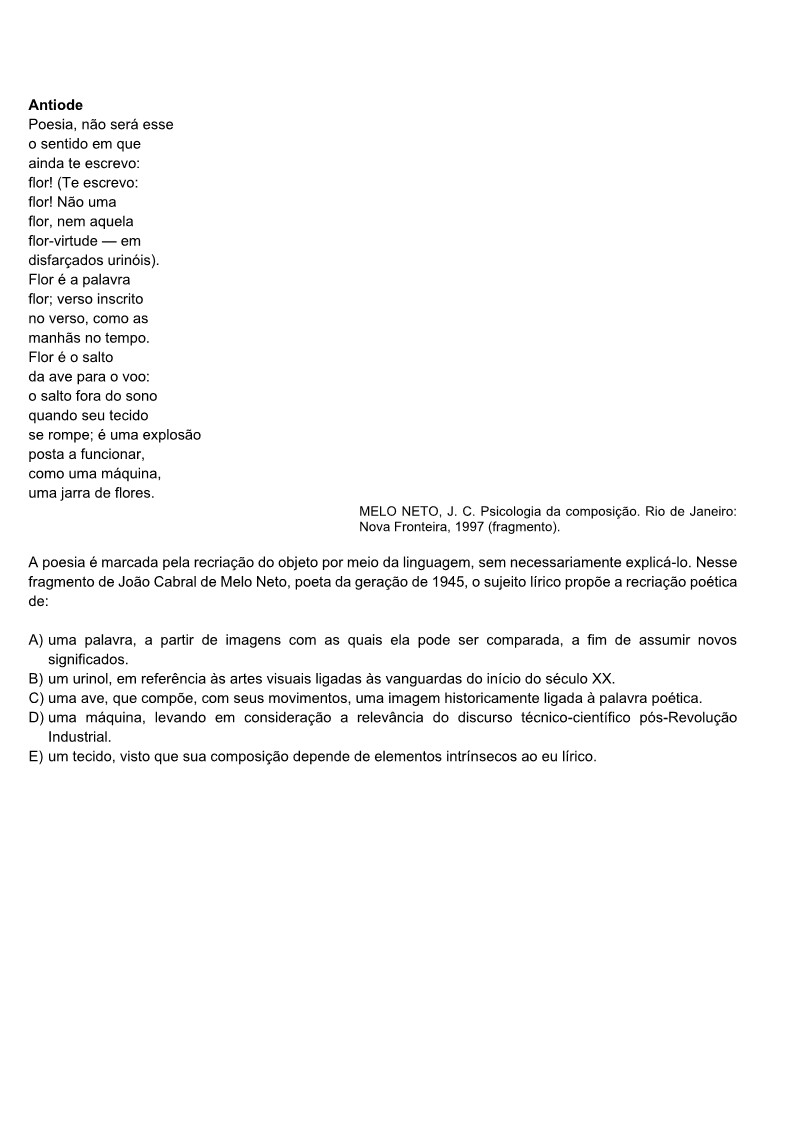 Antiode
Poesia, não será esse
o sentido em que
ainda te escrevo:
flor! (Te escrevo:
flor! Não uma
flor, nem aquela
flor-virtude — em
disfarçados urinóis).
Flor é a palavra
flor; verso inscrito
no verso, como as
manhãs no tempo.
Flor é o salto
da ave para o voo:
o salto fora do sono
quando seu tecido
se rompe; é uma explosão
posta a funcionar,
como uma máquina,
uma jarra de flores.
MELO NETO, J. C. Psicologia da composição. Rio de Janeiro:
Nova Fronteira, 1997 (fragmento).
A poesia é marcada pela recriação do objeto por meio da linguagem, sem necessariamente explicá-lo. Nesse
fragmento de João Cabral de Melo Neto, poeta da geração de 1945, o sujeito lírico propõe a recriação poética
de:
A) uma palavra, a partir de imagens com as quais ela pode ser comparada, a fim de assumir novos
significados.
B) um urinol, em referência às artes visuais ligadas às vanguardas do início do século XX.
C) uma ave, que compõe, com seus movimentos, uma imagem historicamente ligada à palavra poética.
D) uma máquina, levando em consideração a relevância do discurso técnico-científico pós-Revolução
Industrial.
E) um tecido, visto que sua composição depende de elementos intrínsecos ao eu lírico.